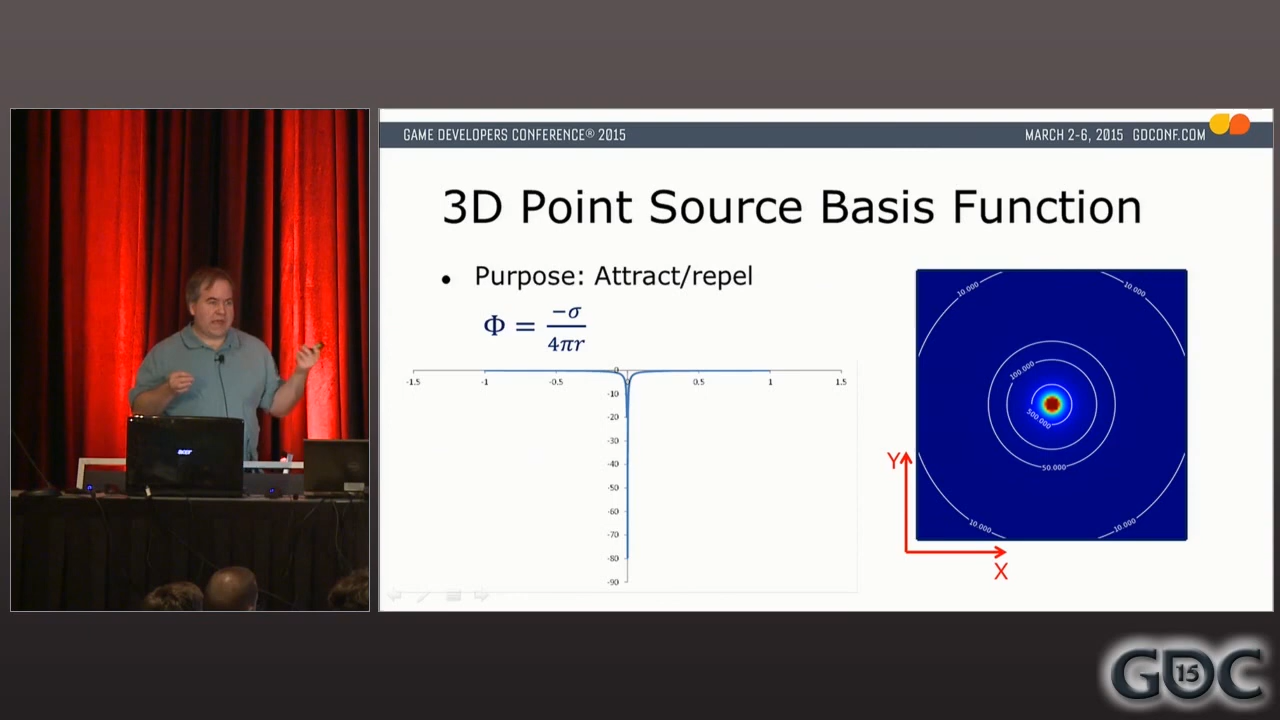 GAME DEVELOPERS CONFERENCE® 2015
MARCH 2-6, 2015 GDCONF.COM
3D Point Source Basis Function
• Purpose: Attract/repel
Φ = −σ / 4πr
-1.5 -1 -0.5 0 0.5 1 1.5
-10
-20
-30
-40
-50
-60
-70
-80
-90
10.000 10.000
100.000
500.000
50.000
10.000 10.000
Y
X
acer
GDC 15